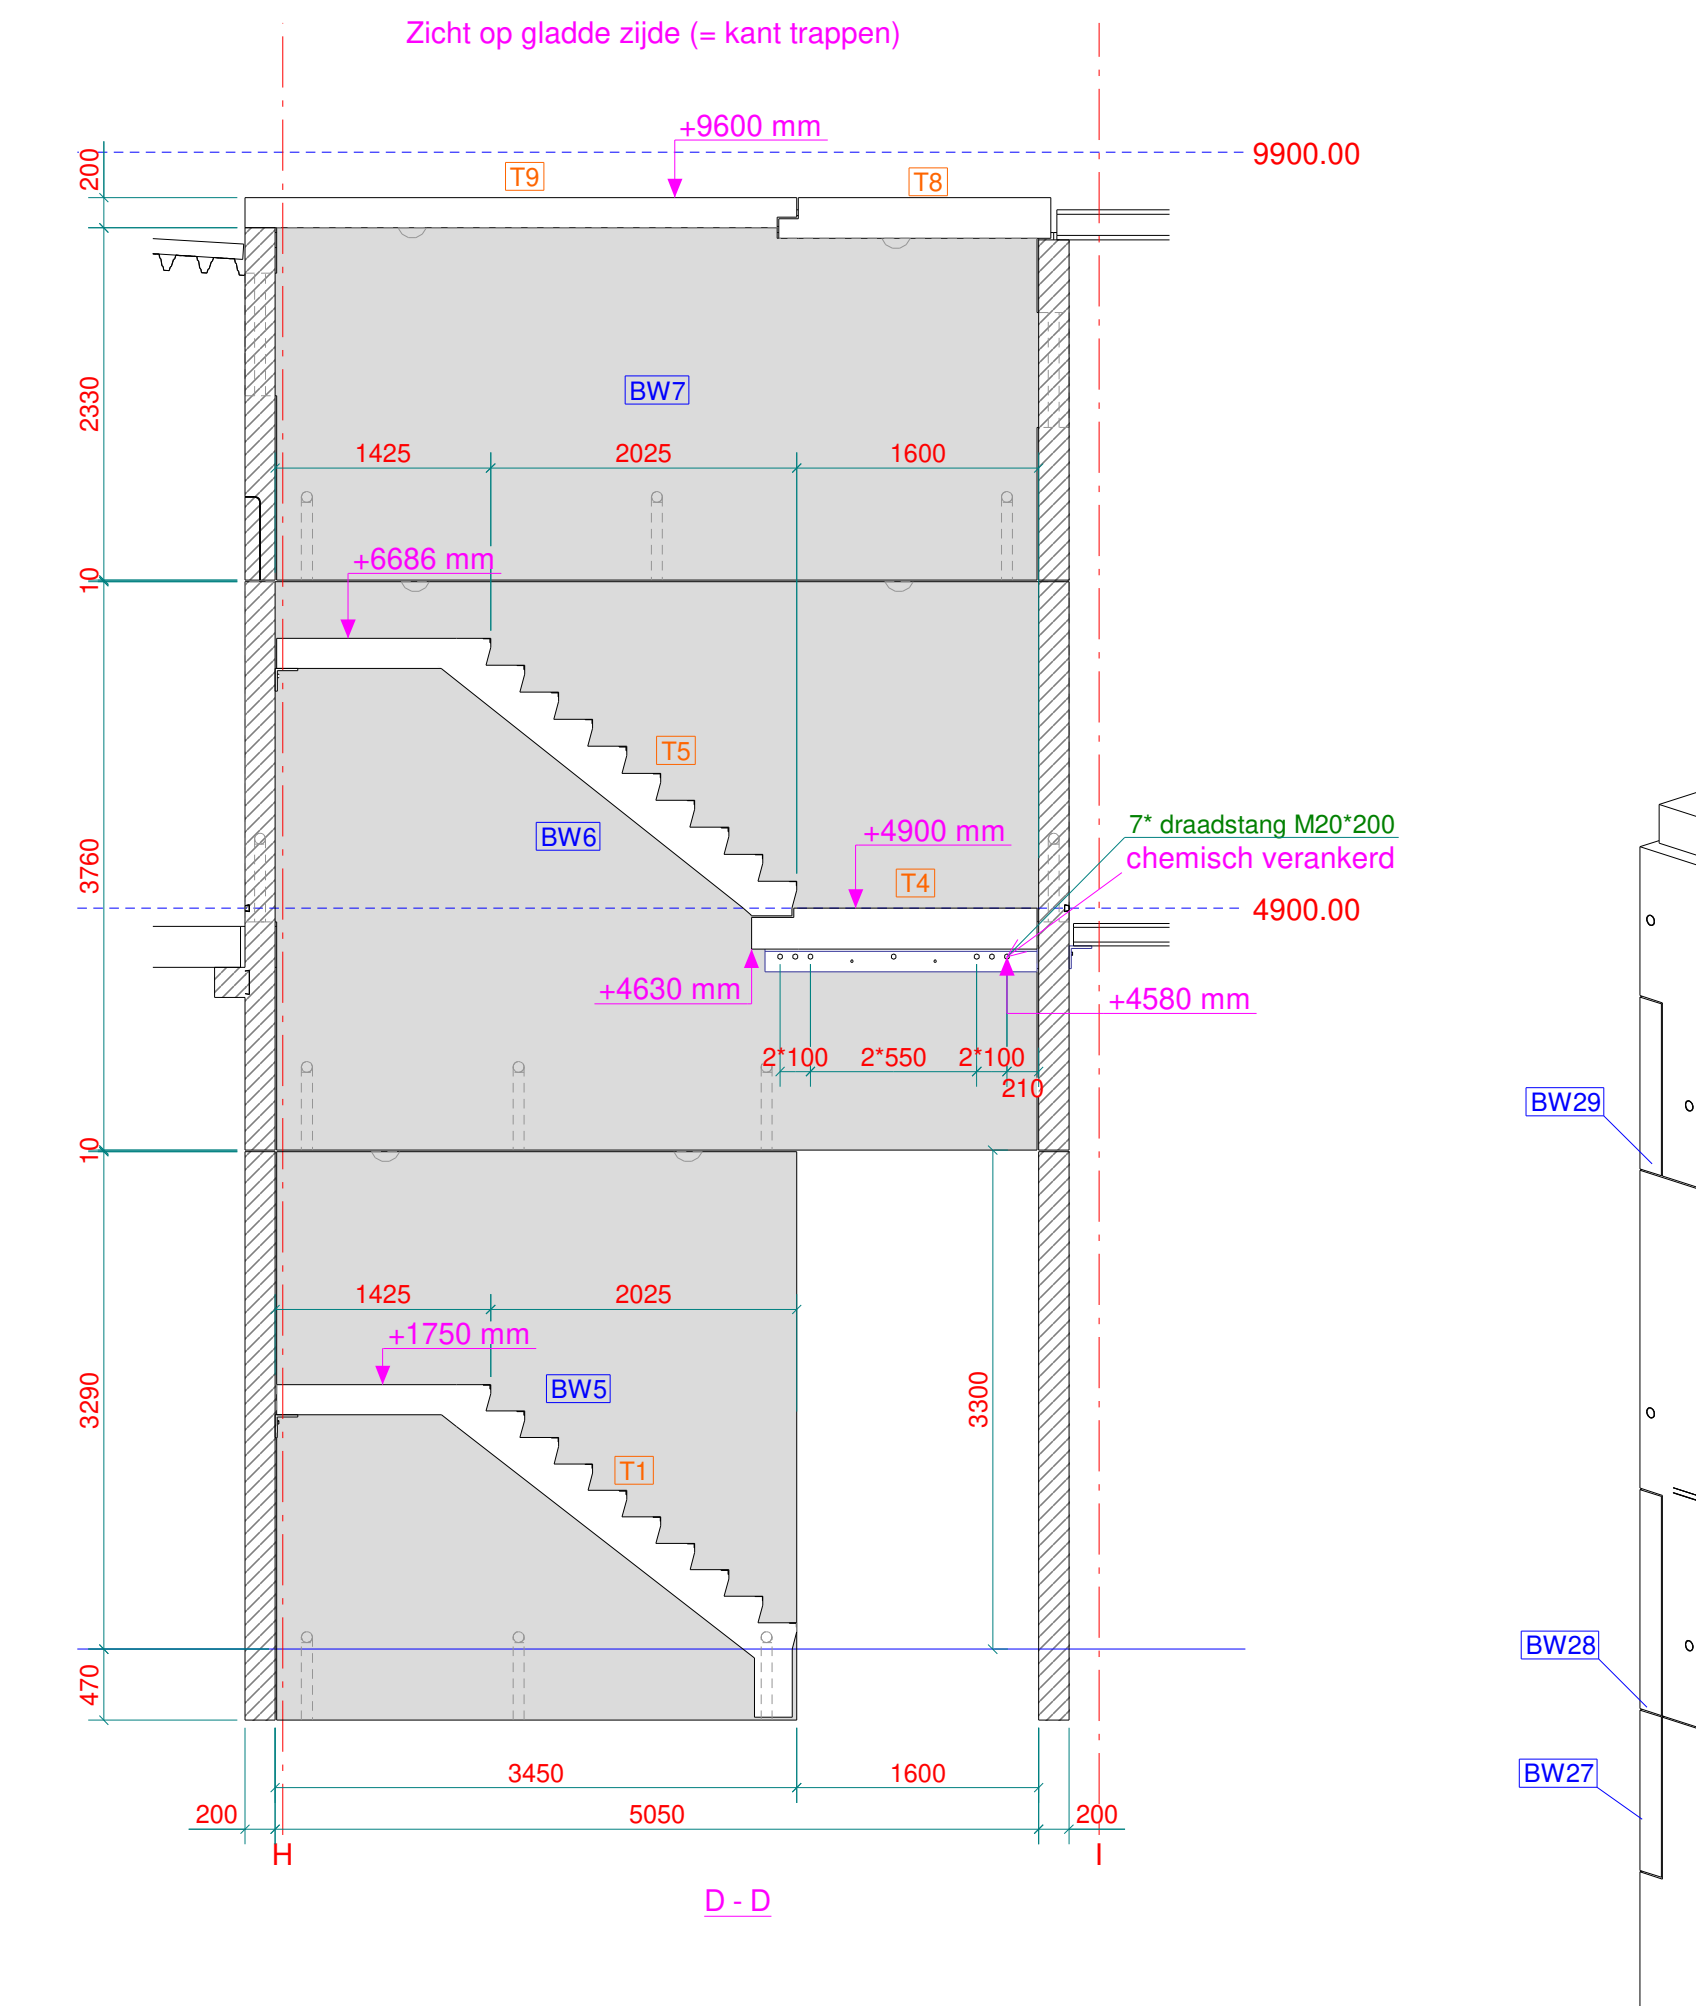 Zicht op gladde zijde (= kant trappen)
+9600 mm
9900.00
200
T9
T8
2330
BW7
1425
2025
1600
+6686 mm
10
T5
7* draadstang M20*200
BW6
+4900 mm
chemisch verankerd
3760
T4
4900.00
+4630 mm
+4580 mm
2*100
2*550
2*100
210
BW29
10
1425
2025
+1750 mm
BW5
3290
3300
T1
BW28
470
BW27
3450
1600
200
5050
200
H
I
D - D